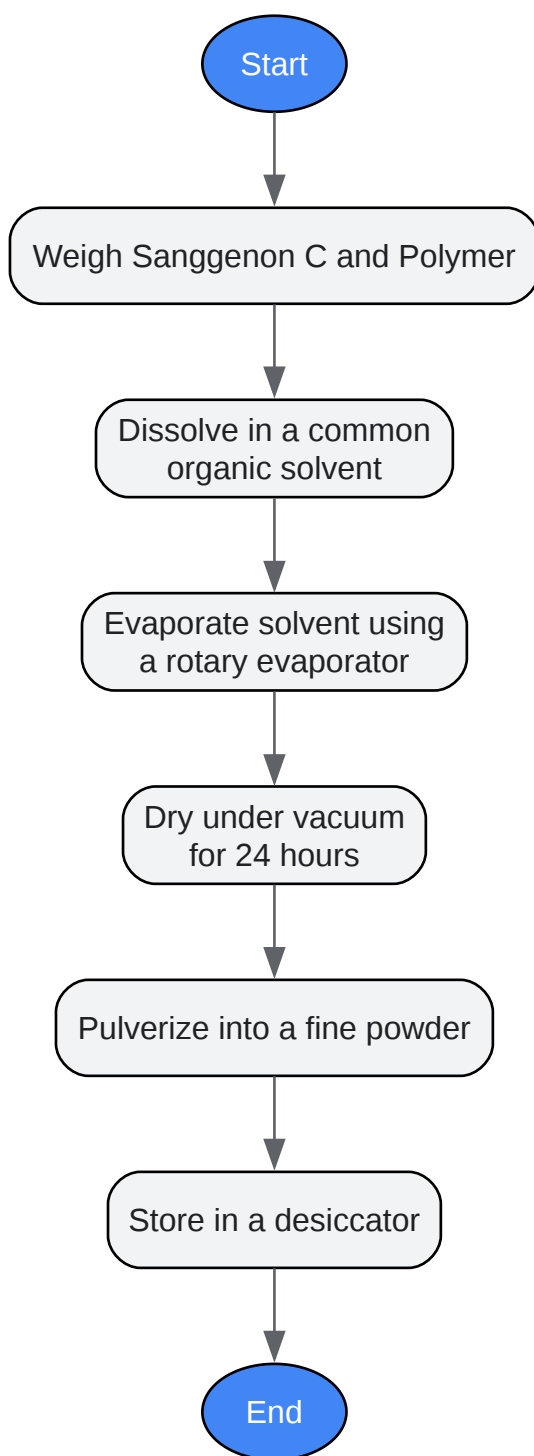 Start
Weigh Sanggenon C and Polymer
Dissolve in a common
organic solvent
Evaporate solvent using
a rotary evaporator
Dry under vacuum
for 24 hours
Pulverize into a fine powder
Store in a desiccator
End